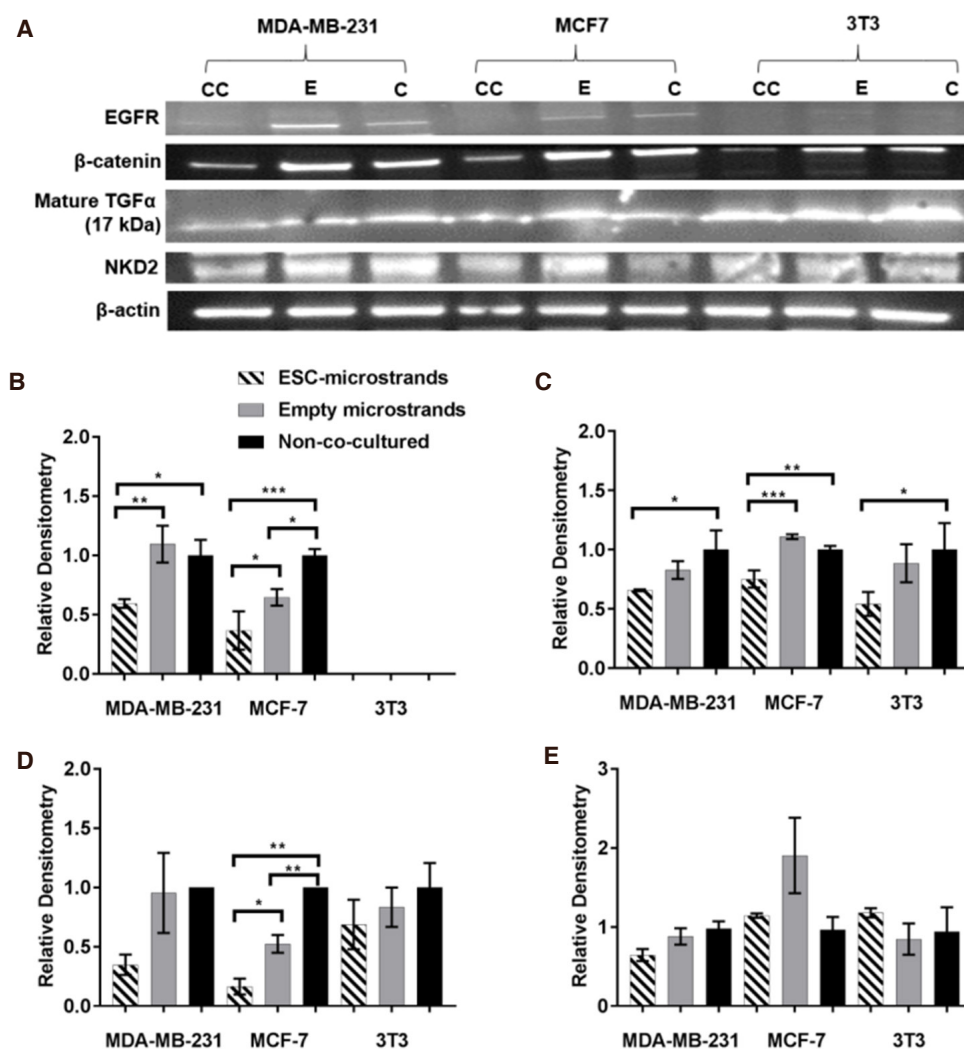 A
MDA-MB-231 MCF7 3T3
CC E C CC E C CC E C
EGFR
β-catenin
Mature TGFα
(17 kDa)
NKD2
β-actin
B
ESC-microstrands
Empty microstrands
Non-co-cultured
Relative Densitometry
2.0
1.5
1.0
0.5
0.0
* ** *** * *
MDA-MB-231 MCF-7 3T3
C
Relative Densitometry
2.0
1.5
1.0
0.5
0.0
* ** *** *
MDA-MB-231 MCF-7 3T3
D
Relative Densitometry
2.0
1.5
1.0
0.5
0.0
** ** *
MDA-MB-231 MCF-7 3T3
E
Relative Densitometry
3
2
1
0
MDA-MB-231 MCF-7 3T3